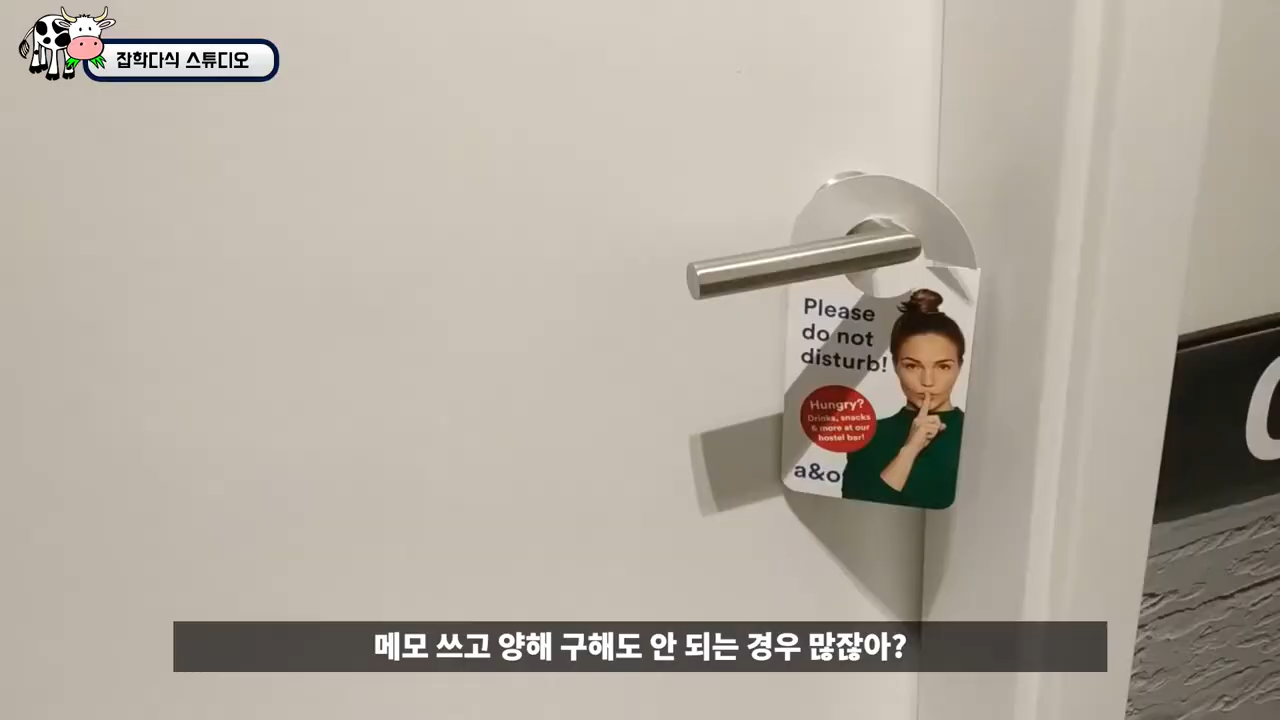 잡학다식 스튜디오
Please
do not
disturb!
Hungry?
Drinks, snacks
& more at our
hostel bar!
a&o
메모 쓰고 양해 구해도 안 되는 경우 많잖아?